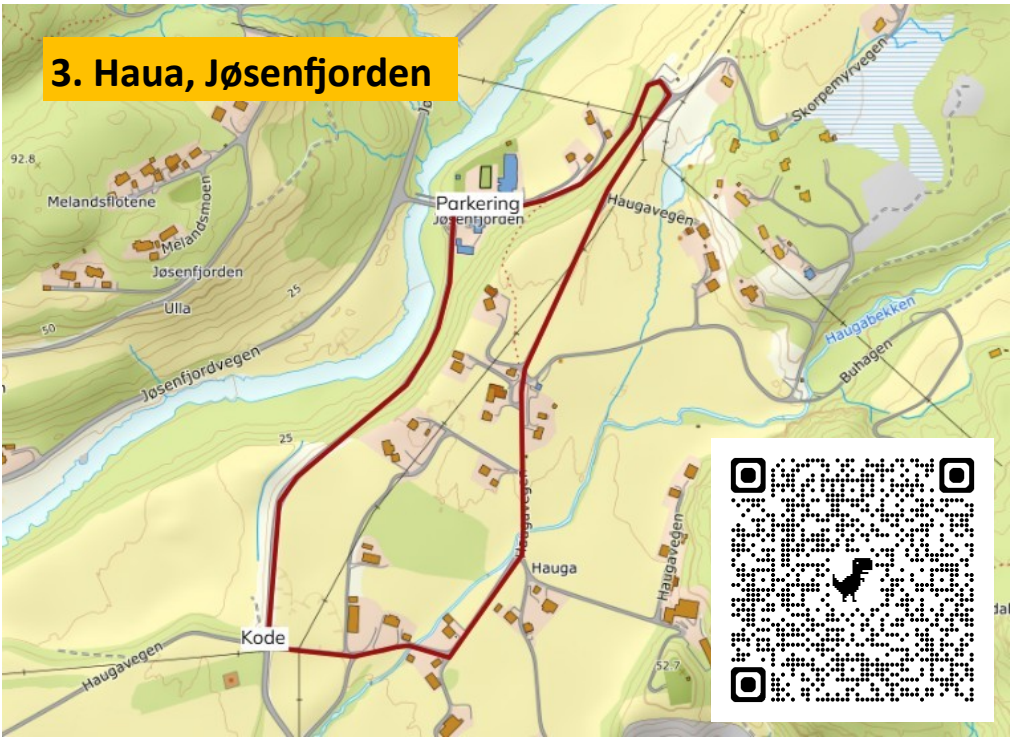 3. Haua, Jøsenfjorden
Skorpemyrvegen
92.8
Melandsflotene
Melandsmoen
Parkering
Jøsenfjorden
Haugavegen
Jøsenfjorden
Ulla
25
50
Haugabekken
Jøsenfjordvegen
Buhagen
25
Haugavegen
Hauga
Haugavegen
Kode
Haugavegen
52.7